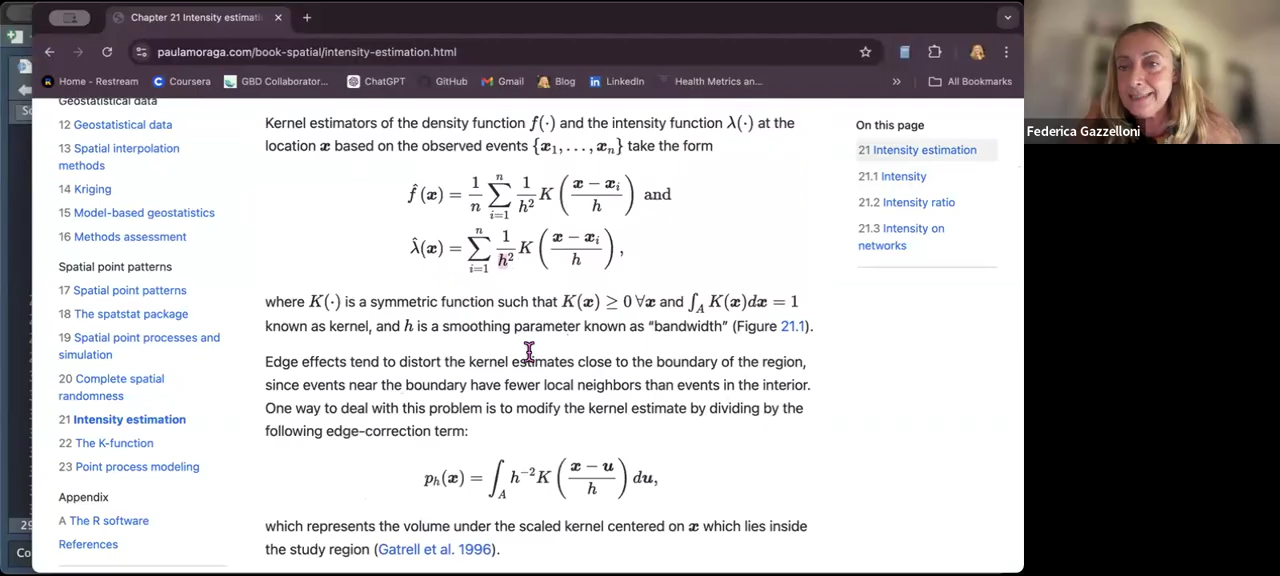 Chapter 21 Intensity estimati
paulamoraga.com/book-spatial/intensity-estimation.html
Home - Restream
Coursera
GBD Collaborator...
ChatGPT
GitHub
Gmail
Blog
LinkedIn
Health Metrics an...
»
All Bookmarks
Federica Gazzelloni
Geostatistical data
12 Geostatistical data
13 Spatial interpolation
methods
14 Kriging
15 Model-based geostatistics
16 Methods assessment
Spatial point patterns
17 Spatial point patterns
18 The spatstat package
19 Spatial point processes and
simulation
20 Complete spatial
randomness
21 Intensity estimation
22 The K-function
23 Point process modeling
Appendix
A The R software
References
Kernel estimators of the density function f(·) and the intensity function λ(·) at the
location x based on the observed events {x₁, . . . , xₙ} take the form
f̂(x) = 1/n ∑ᵢ₌₁ⁿ 1/h² K((x − xᵢ)/h) and
λ̂(x) = ∑ᵢ₌₁ⁿ 1/h² K((x − xᵢ)/h),
where K(·) is a symmetric function such that K(x) ≥ 0 ∀x and ∫_A K(x)dx = 1
known as kernel, and h is a smoothing parameter known as “bandwidth” (Figure 21.1).
Edge effects tend to distort the kernel estimates close to the boundary of the region,
since events near the boundary have fewer local neighbors than events in the interior.
One way to deal with this problem is to modify the kernel estimate by dividing by the
following edge-correction term:
pₕ(x) = ∫_A h⁻² K((x − u)/h) du,
which represents the volume under the scaled kernel centered on x which lies inside
the study region (Gatrell et al. 1996).
On this page
21 Intensity estimation
21.1 Intensity
21.2 Intensity ratio
21.3 Intensity on
networks
So
29
Co